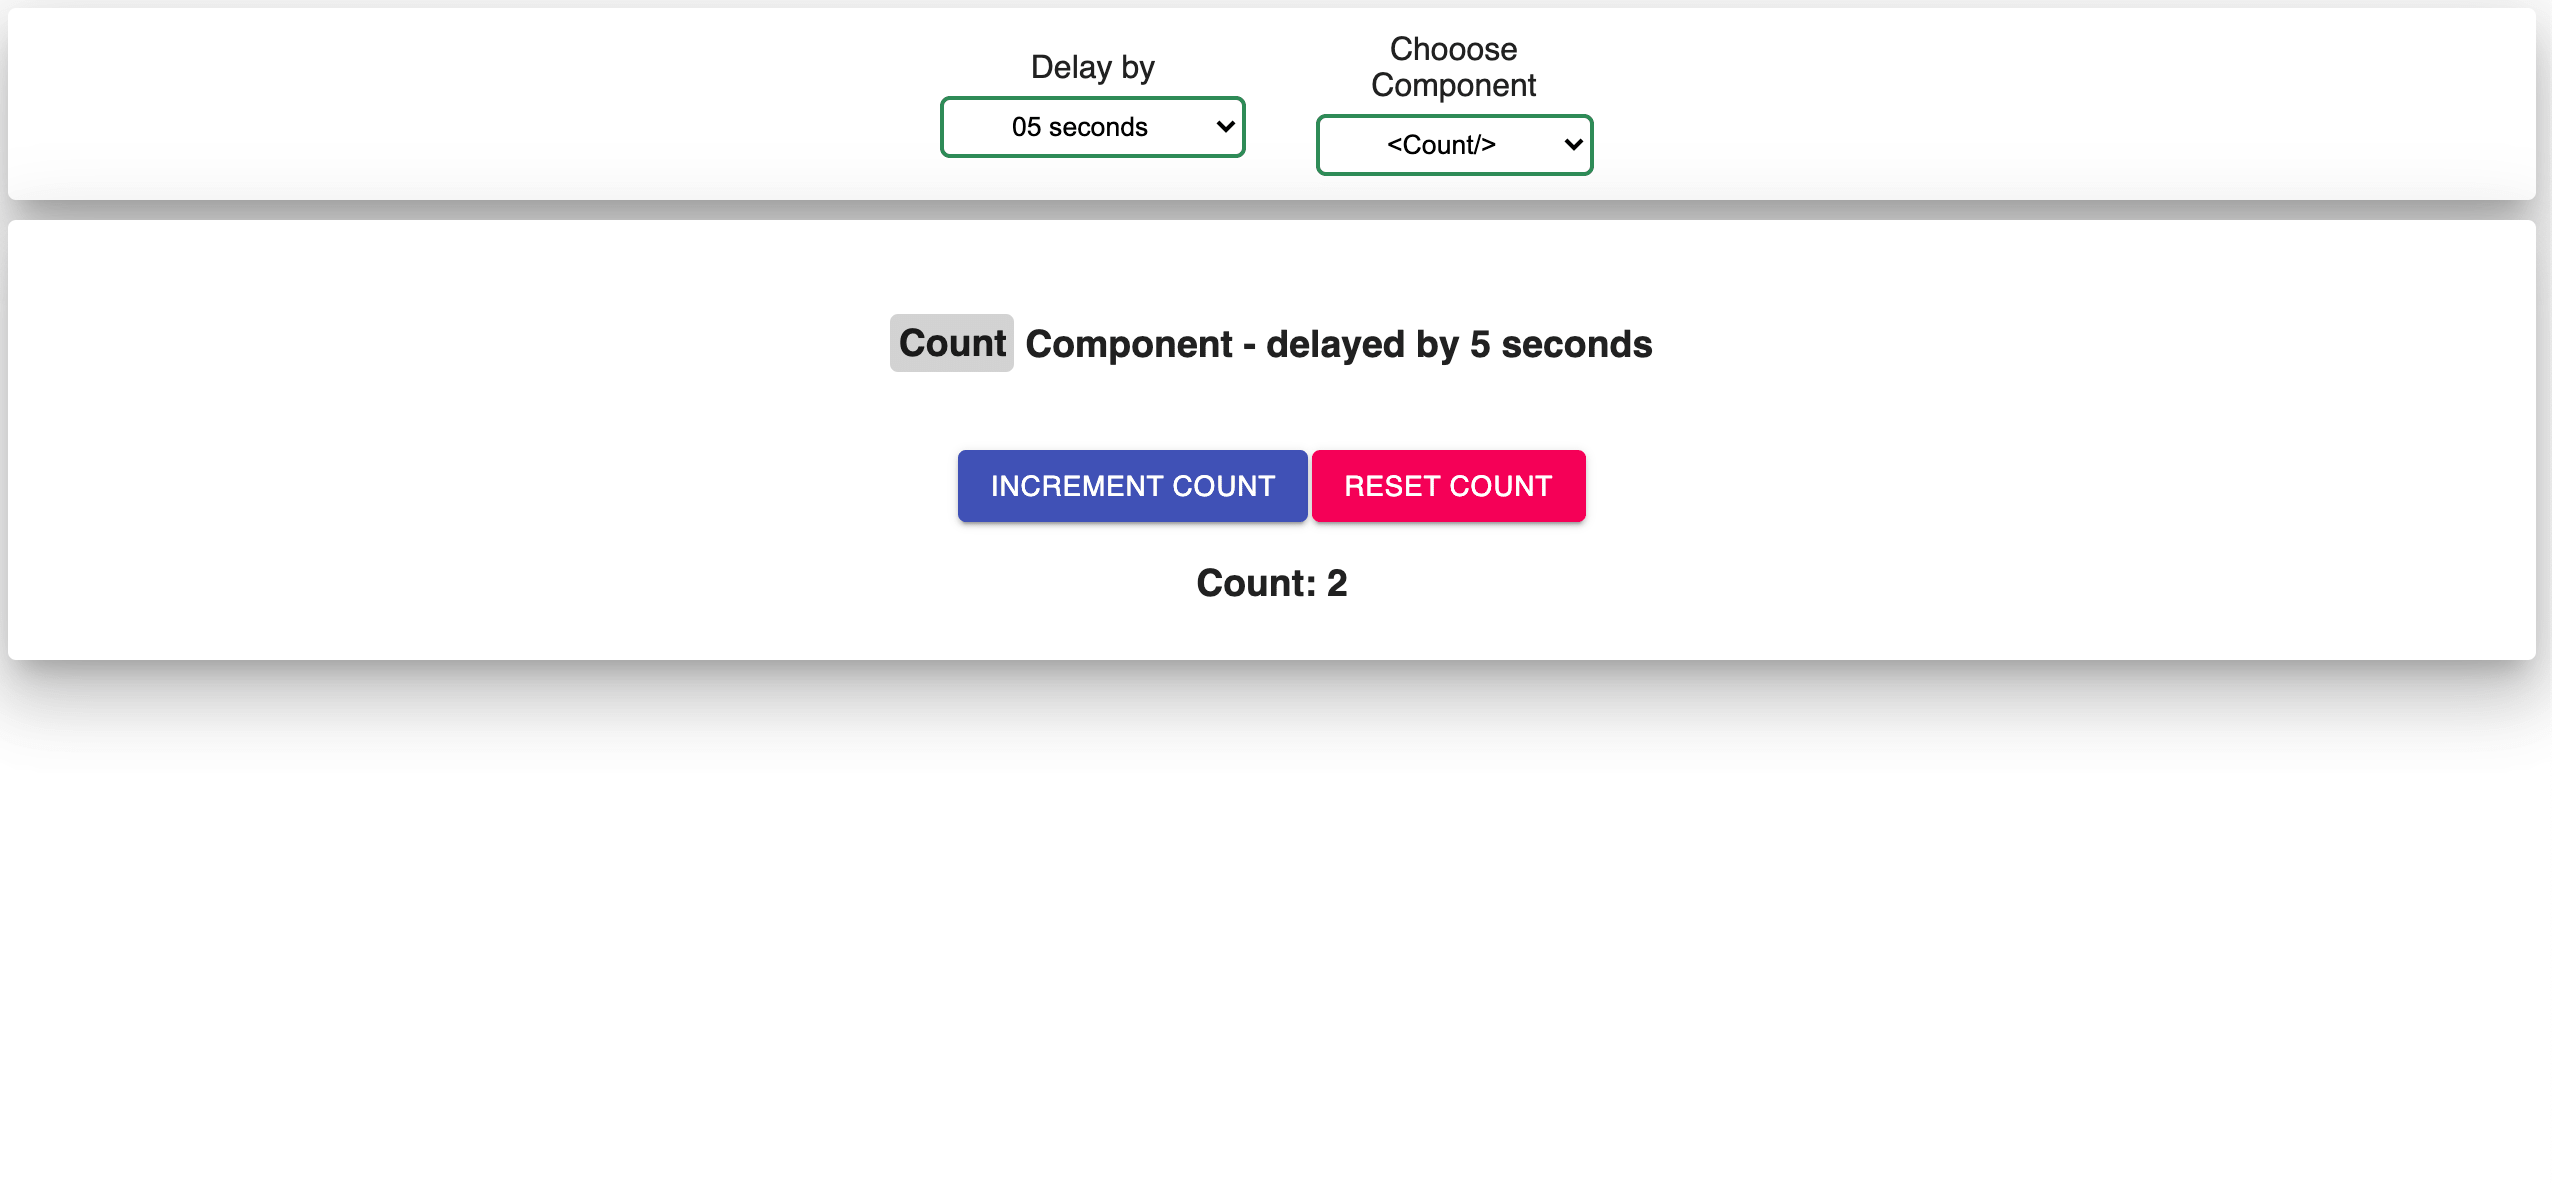 Delay by
05 seconds
Chooose
Component
<Count/>
Count Component - delayed by 5 seconds
INCREMENT COUNT RESET COUNT
Count: 2